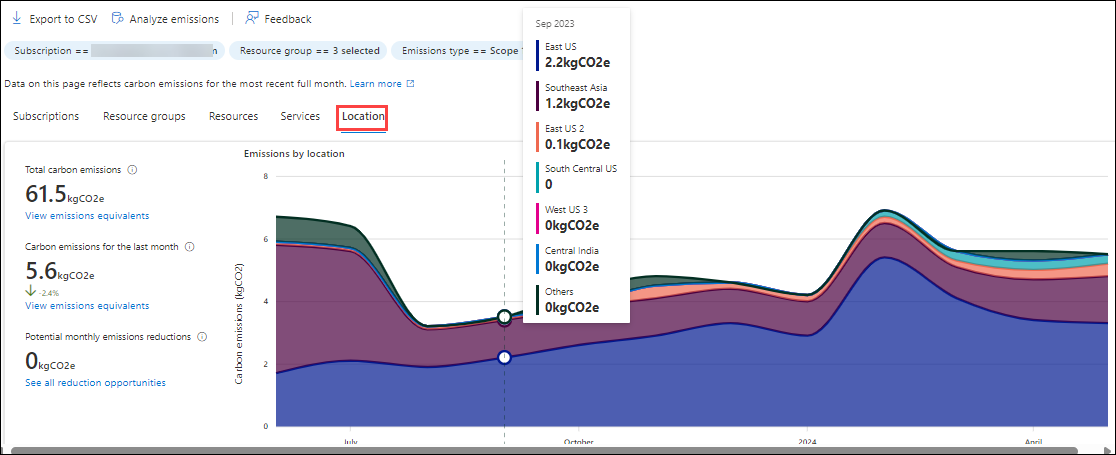 Export to CSV Analyze emissions Feedback
Subscription == m Resource group == 3 selected Emissions type == Scope
Data on this page reflects carbon emissions for the most recent full month. Learn more
Subscriptions Resource groups Resources Services Location
Total carbon emissions
61.5kgCO2e
View emissions equivalents
Carbon emissions for the last month
5.6kgCO2e
-2.4%
View emissions equivalents
Potential monthly emissions reductions
0kgCO2e
See all reduction opportunities
Emissions by location
Carbon emissions (kgCO2)
8
6
4
2
0
July October 2024 April
Sep 2023
East US
2.2kgCO2e
Southeast Asia
1.2kgCO2e
East US 2
0.1kgCO2e
South Central US
0
West US 3
0kgCO2e
Central India
0kgCO2e
Others
0kgCO2e